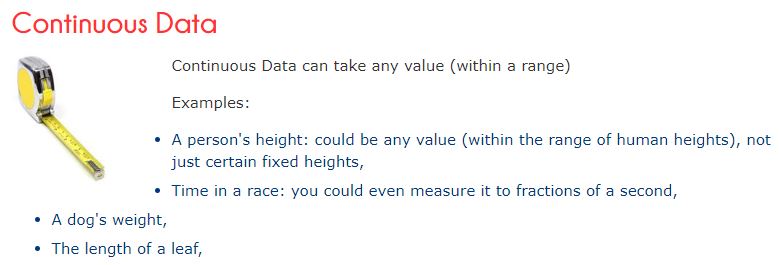 Continuous Data
Continuous Data can take any value (within a range)
Examples:
• A person's height: could be any value (within the range of human heights), not
just certain fixed heights,
• Time in a race: you could even measure it to fractions of a second,
• A dog's weight,
• The length of a leaf,